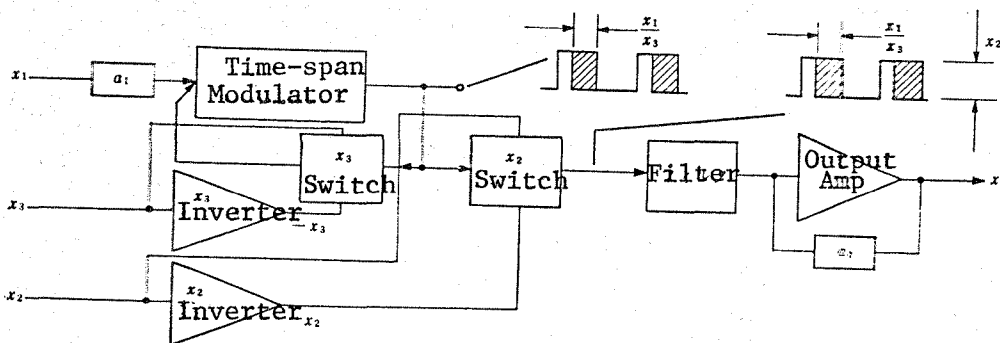 x₁
x₃
x₁
x₃
x₂
x₁
a₁
Time-span
Modulator
x₃
Switch
x₂
Switch
Filter
Output
Amp
x
x₃
x₃
Inverter
-x₃
x₂
x₂
Inverter
x₂